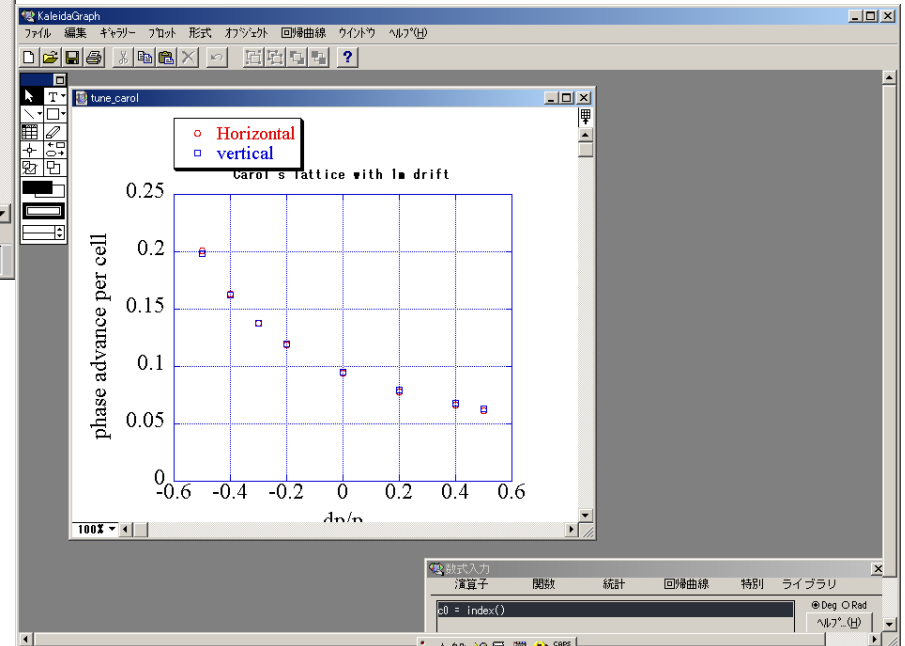 KaleidaGraph
ファイル 編集 ギャラリー プロット 形式 オブジェクト 回帰曲線 ウインドウ ヘルプ(H)
tune_carol
Horizontal
vertical
Carol s lattice with 1m drift
0.25
0.2
0.15
0.1
0.05
0
phase advance per cell
-0.6 -0.4 -0.2 0 0.2 0.4 0.6
dp/p
100%
数式入力
演算子 関数 統計 回帰曲線 特別 ライブラリ
c0 = index()
Deg Rad
ヘルプ...(H)
CAPS